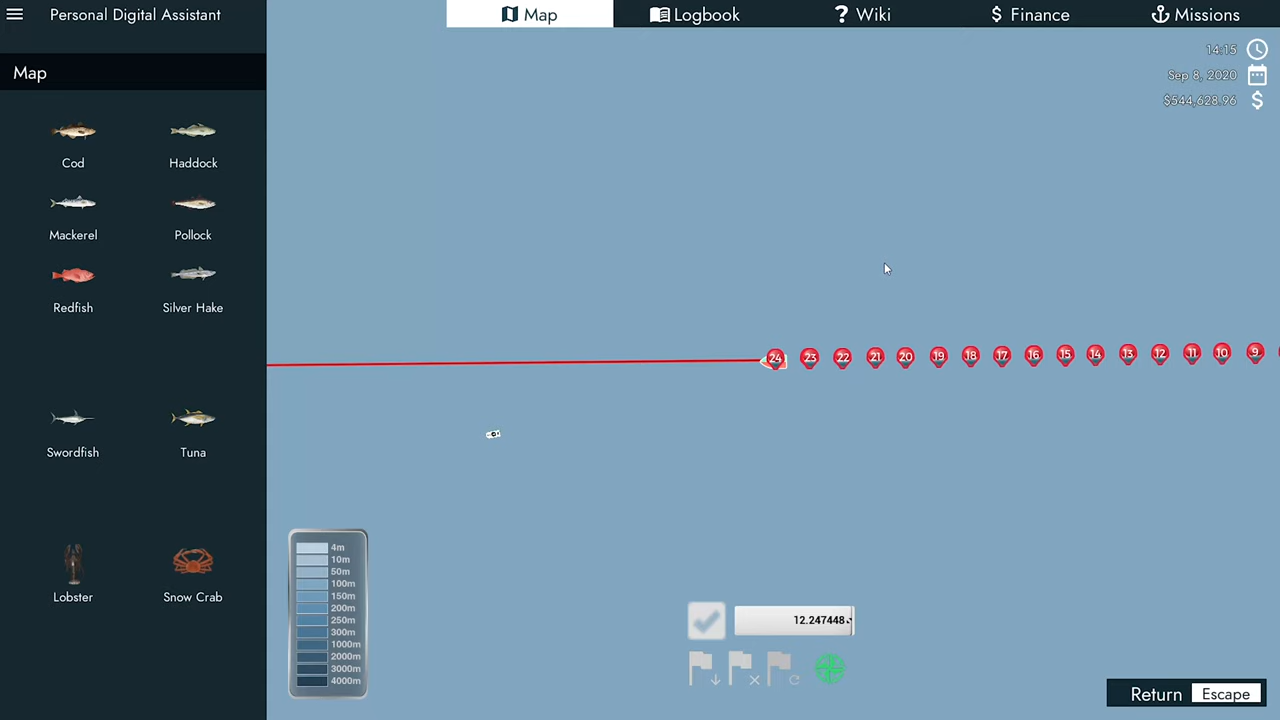 Personal Digital Assistant
Map
Logbook
? Wiki
$ Finance
Missions
Map
14:15
Sep 8, 2020
$544,628.96 $
Cod
Haddock
Mackerel
Pollock
Redfish
Silver Hake
Swordfish
Tuna
Lobster
Snow Crab
24 23 22 21 20 19 18 17 16 15 14 13 12 11 10 9
4m
10m
50m
100m
150m
200m
250m
300m
1000m
2000m
3000m
4000m
12.247448
Return Escape